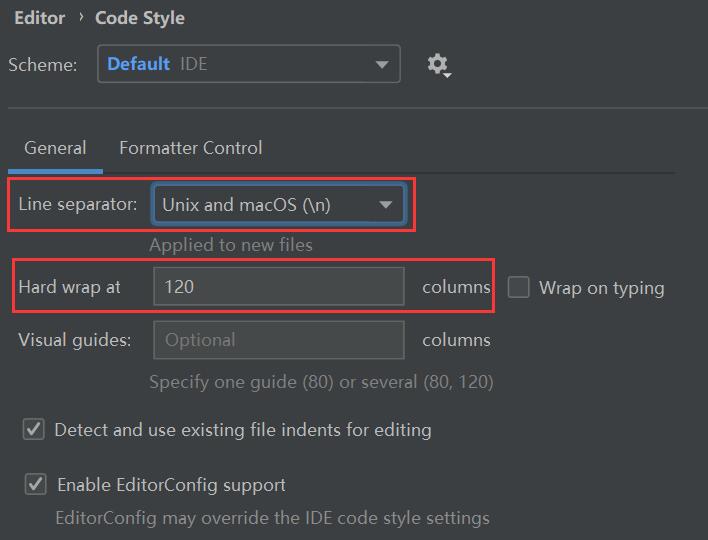 Editor › Code Style
Scheme: Default IDE
General Formatter Control
Line separator: Unix and macOS (\n)
Applied to new files
Hard wrap at 120 columns Wrap on typing
Visual guides: Optional columns
Specify one guide (80) or several (80, 120)
Detect and use existing file indents for editing
Enable EditorConfig support
EditorConfig may override the IDE code style settings